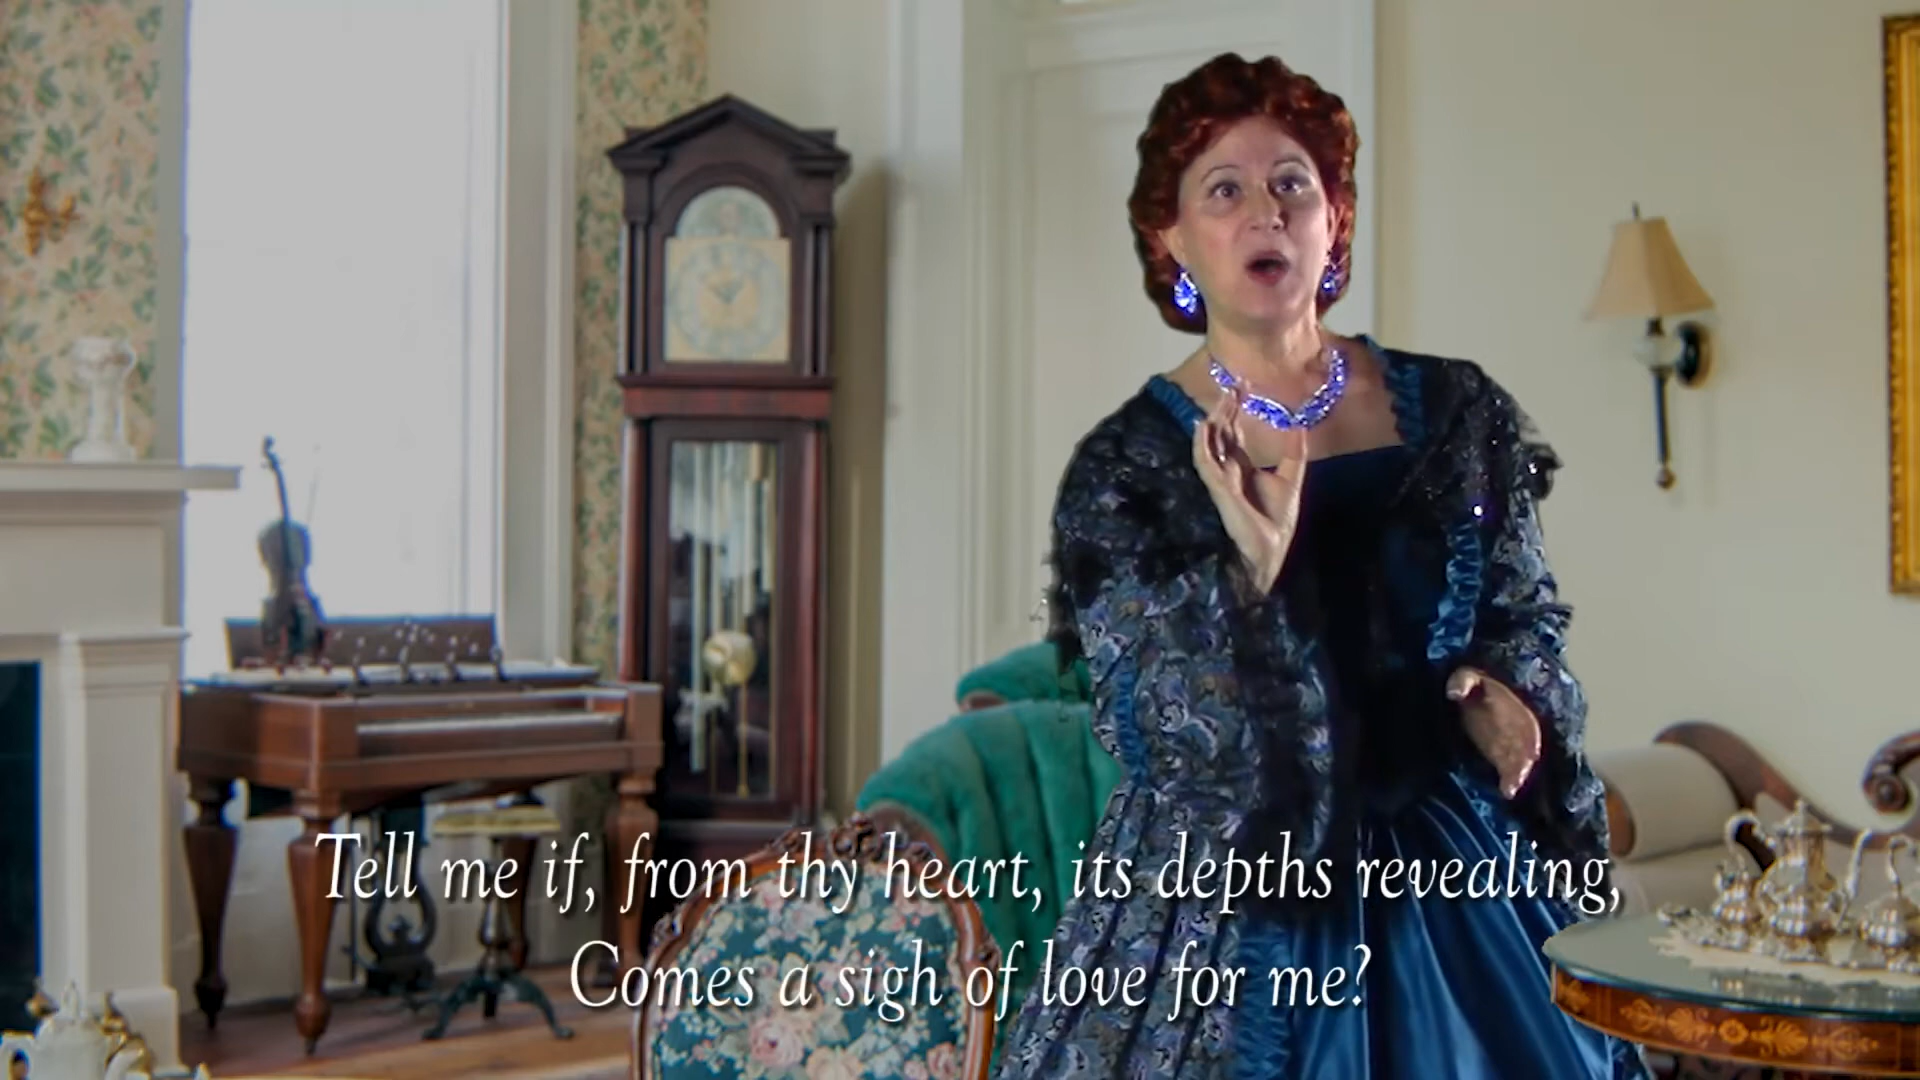 Tell me if, from thy heart, its depths revealing,
Comes a sigh of love for me?